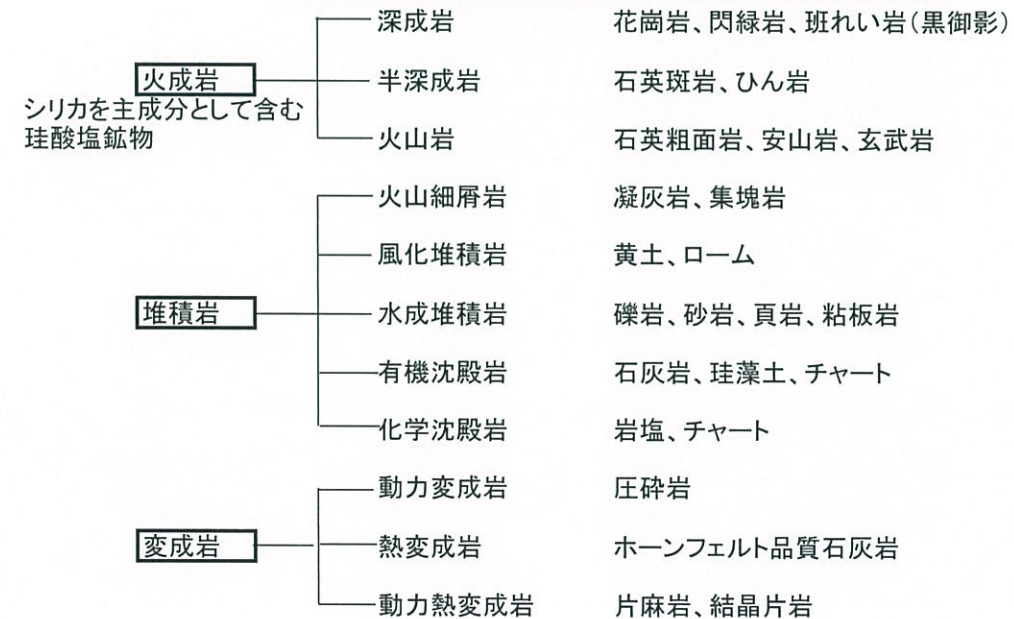 深成岩 花崗岩、閃緑岩、班れい岩（黒御影）
火成岩 半深成岩 石英斑岩、ひん岩
シリカを主成分として含む
珪酸塩鉱物
火山岩 石英粗面岩、安山岩、玄武岩
火山細屑岩 凝灰岩、集塊岩
風化堆積岩 黄土、ローム
堆積岩 水成堆積岩 礫岩、砂岩、頁岩、粘板岩
有機沈殿岩 石灰岩、珪藻土、チャート
化学沈殿岩 岩塩、チャート
動力変成岩 圧砕岩
変成岩 熱変成岩 ホーンフェルト品質石灰岩
動力熱変成岩 片麻岩、結晶片岩